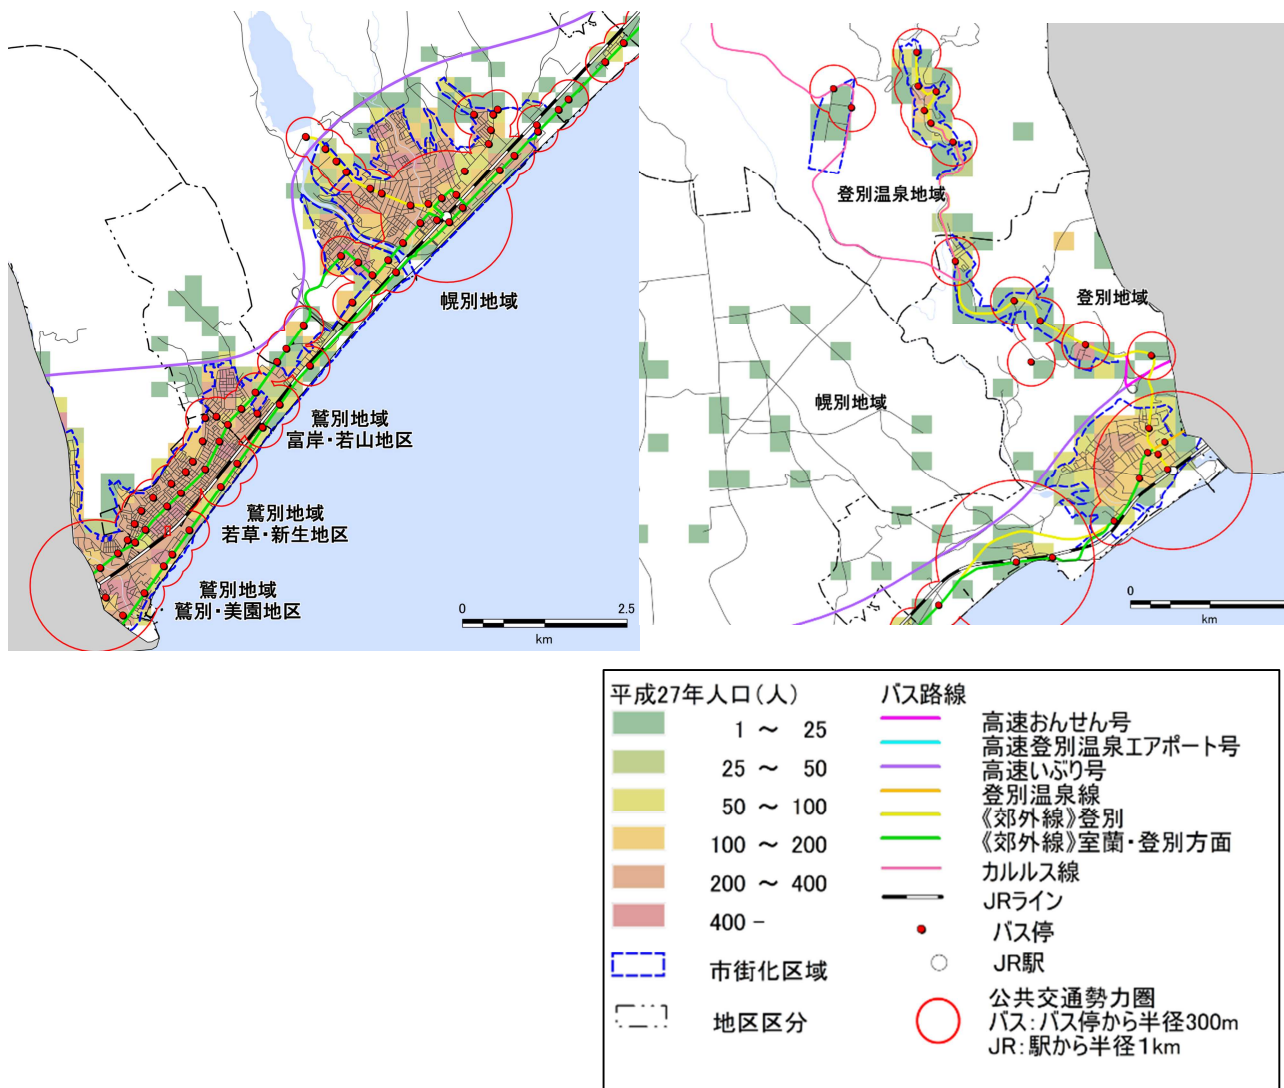 幌別地域
鷲別地域
富岸・若山地区
鷲別地域
若草・新生地区
鷲別地域
鷲別・美園地区
0 2.5
km
登別温泉地域
登別地域
幌別地域
0
km
平成27年人口(人)
1 ～ 25
25 ～ 50
50 ～ 100
100 ～ 200
200 ～ 400
400 -
市街化区域
地区区分
バス路線
高速おんせん号
高速登別温泉エアポート号
高速いぶり号
登別温泉線
《郊外線》登別
《郊外線》室蘭・登別方面
カルルス線
JRライン
バス停
JR駅
公共交通勢力圏
バス:バス停から半径300m
JR:駅から半径1km